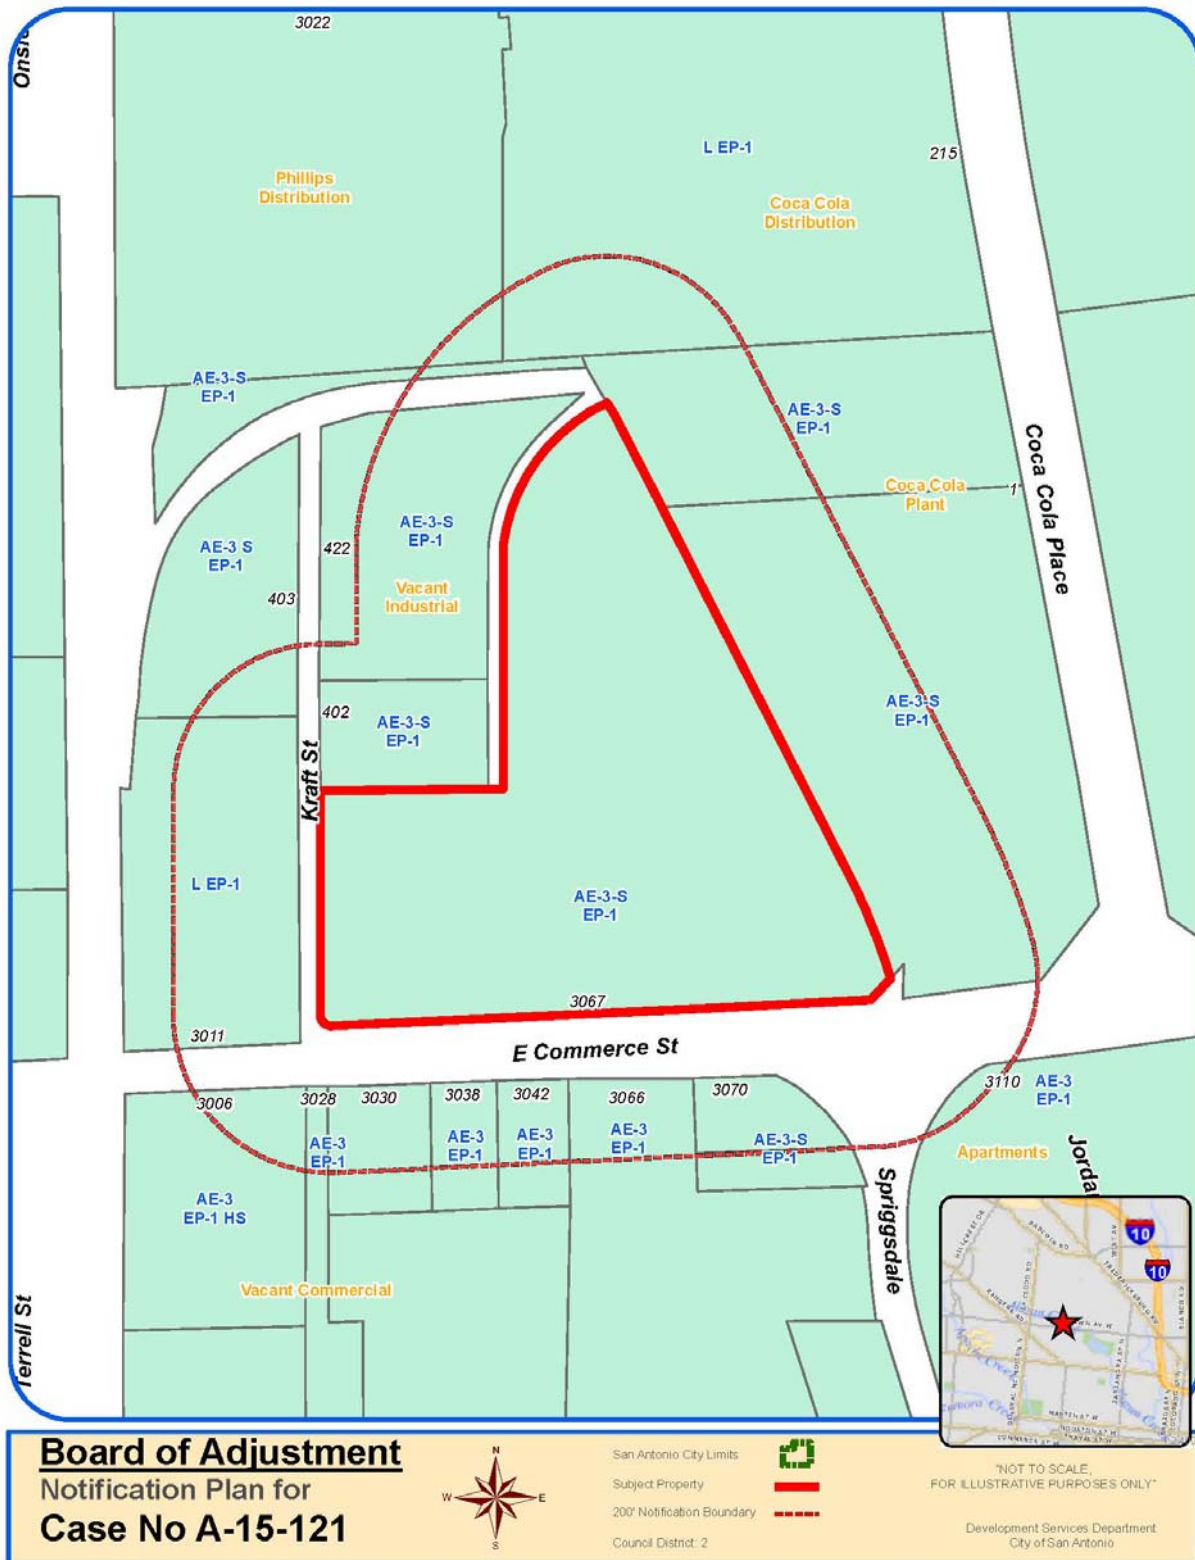 3022
L EP-1
215
Phillips
Distribution
Coca Cola
Distribution
AE-3-S
EP-1
AE-3-S
EP-1
Coca Cola
Plant
1
Coca Cola Place
AE-3-S
EP-1
422
AE-3 S
EP-1
403
Vacant
Industrial
402
AE-3-S
EP-1
AE-3-S
EP-1
Kraft St
L EP-1
AE-3-S
EP-1
3067
3011
E Commerce St
3006
3028
3030
3038
3042
3066
3070
3110
AE-3
EP-1
AE-3
EP-1
AE-3
EP-1
AE-3
EP-1
AE-3
EP-1
AE-3-S
EP-1
Apartments
AE-3
EP-1 HS
Spriggsdale
Vacant Commercial
Terrell St
10
10
Board of Adjustment
Notification Plan for
Case No A-15-121
N
W
E
S
San Antonio City Limits
Subject Property
200' Notification Boundary
Council District: 2
"NOT TO SCALE,
FOR ILLUSTRATIVE PURPOSES ONLY"
Development Services Department
City of San Antonio